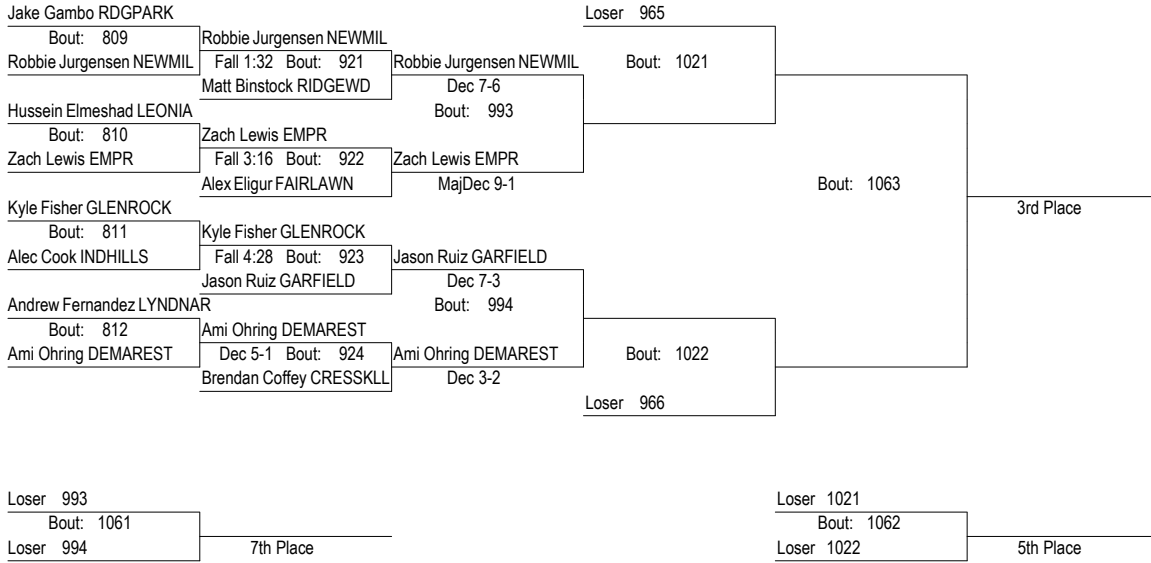 Jake Gambo RDGPARK
Loser 965
Bout: 809
Robbie Jurgensen NEWMIL
Robbie Jurgensen NEWMIL
Fall 1:32 Bout: 921
Robbie Jurgensen NEWMIL
Bout: 1021
Matt Binstock RIDGEWD
Dec 7-6
Hussein Elmeshad LEONIA
Bout: 993
Bout: 810
Zach Lewis EMPR
Zach Lewis EMPR
Fall 3:16 Bout: 922
Zach Lewis EMPR
Alex Eligur FAIRLAWN
MajDec 9-1
Bout: 1063
Kyle Fisher GLENROCK
3rd Place
Bout: 811
Kyle Fisher GLENROCK
Alec Cook INDHILLS
Fall 4:28 Bout: 923
Jason Ruiz GARFIELD
Jason Ruiz GARFIELD
Dec 7-3
Andrew Fernandez LYNDNAR
Bout: 994
Bout: 812
Ami Ohring DEMAREST
Ami Ohring DEMAREST
Dec 5-1 Bout: 924
Ami Ohring DEMAREST
Bout: 1022
Brendan Coffey CRESSKLL
Dec 3-2
Loser 966
Loser 993
Loser 1021
Bout: 1061
Bout: 1062
Loser 994
7th Place
Loser 1022
5th Place